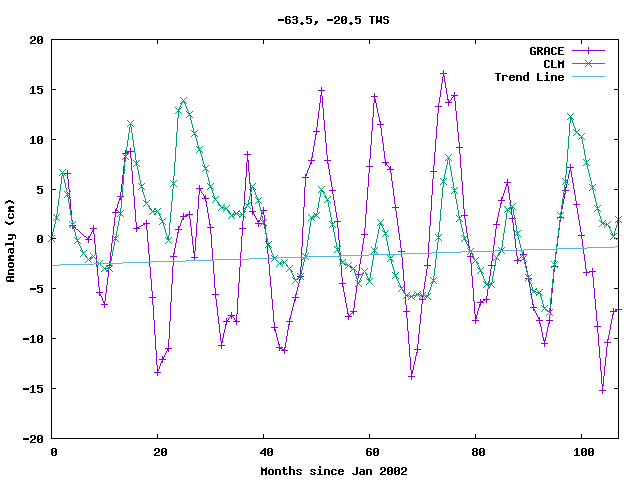 -63.5, -20.5 TWS
GRACE
CLM
Trend Line
20
15
10
5
0
-5
-10
-15
-20
Anomaly (cm)
0 20 40 60 80 100
Months since Jan 2002